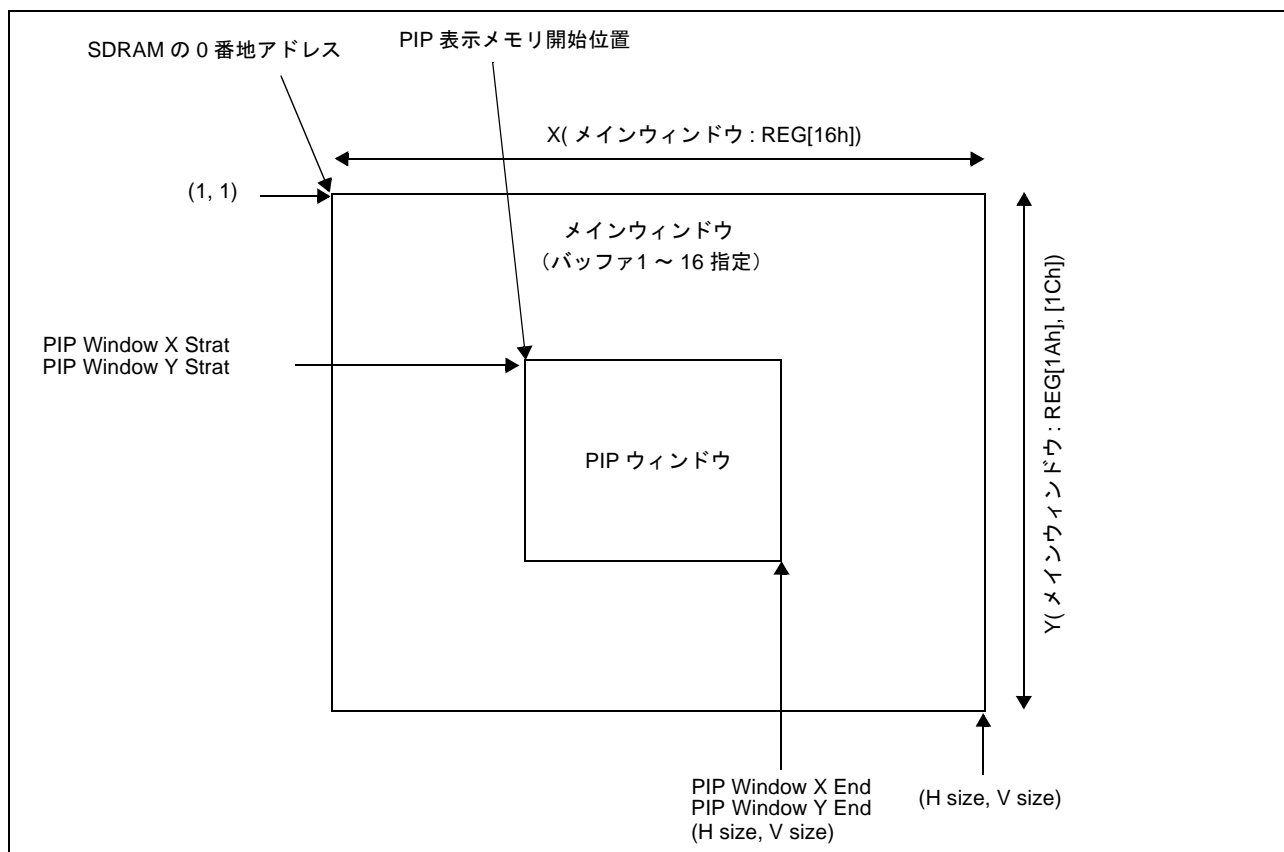 SDRAM の 0 番地アドレス
PIP 表示メモリ開始位置
X( メインウィンドウ : REG[16h])
(1, 1)
メインウィンドウ
（バッファ1 ～ 16 指定）
Y( メインウィンドウ : REG[1Ah], [1Ch])
PIP Window X Strat
PIP Window Y Strat
PIP ウィンドウ
PIP Window X End
PIP Window Y End
(H size, V size)
(H size, V size)